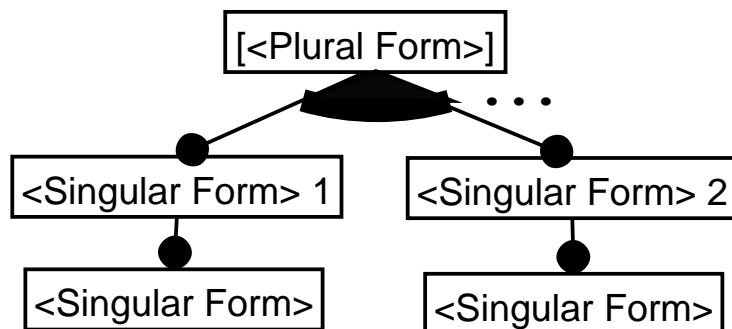 [<Plural Form>]
. . .
<Singular Form> 1
<Singular Form> 2
<Singular Form>
<Singular Form>